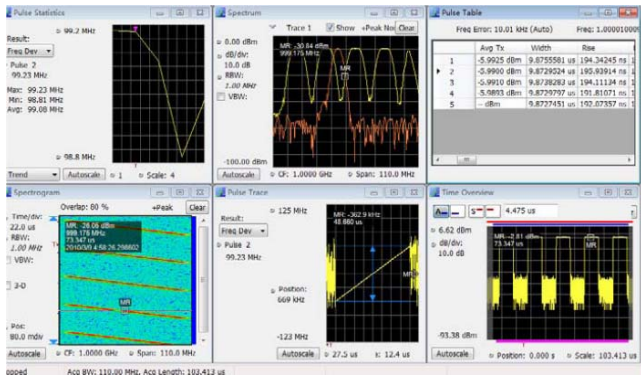 Pulse Statistics
99.2 MHz
Result:
Freq Dev
Pulse 2
99.23 MHz
Max: 99.23 MHz
Min: 98.81 MHz
Avg: 99.08 MHz
98.8 MHz
Trend
Autoscale
1
Scale: 4
Spectrum
Trace 1
Show
+Peak
Clear
0.00 dBm
MR: -30.84 dBm
999.175 MHz
dB/div:
10.0 dB
RBW:
1.00 MHz
VBW:
MR
-100.00 dBm
Autoscale
CF: 1.0000 GHz
Span: 110.0 MHz
Pulse Table
Freq Error: 10.01 kHz (Auto)
Freq: 1.00001000
Avg Tx
Width
Rise
1
-5.9925 dBm
9.8755581 us
194.34245 ns
2
-5.9900 dBm
9.8729524 us
195.93914 ns
3
-5.9910 dBm
9.8738283 us
194.11134 ns
4
-5.9893 dBm
9.8729797 us
191.81071 ns
5
-- dBm
9.8727451 us
192.07357 ns
Spectrogram
Overlap: 80 %
+Peak
Clear
Time/div:
22.0 us
RBW:
1.00 MHz
VBW:
3-D
Pos:
80.0 mdiv
MR: -26.06 dBm
999.175 MHz
73.347 us
MR
Autoscale
CF: 1.0000 GHz
Span: 110.0 MHz
Pulse Trace
Result:
Freq Dev
Pulse 2
99.23 MHz
125 MHz
MR: -362.9 kHz
48.660 us
MR
Position:
669 kHz
-123 MHz
Autoscale
27.5 us
12.4 us
Time Overview
4.475 us
6.62 dBm
MR: -2.81 dBm
73.347 us
dB/div:
10.0 dB
MR
-93.38 dBm
Autoscale
Position: 0.000 s
Scale: 103.413 us
Acq BW: 110.00 MHz, Acq Length: 103.413 us